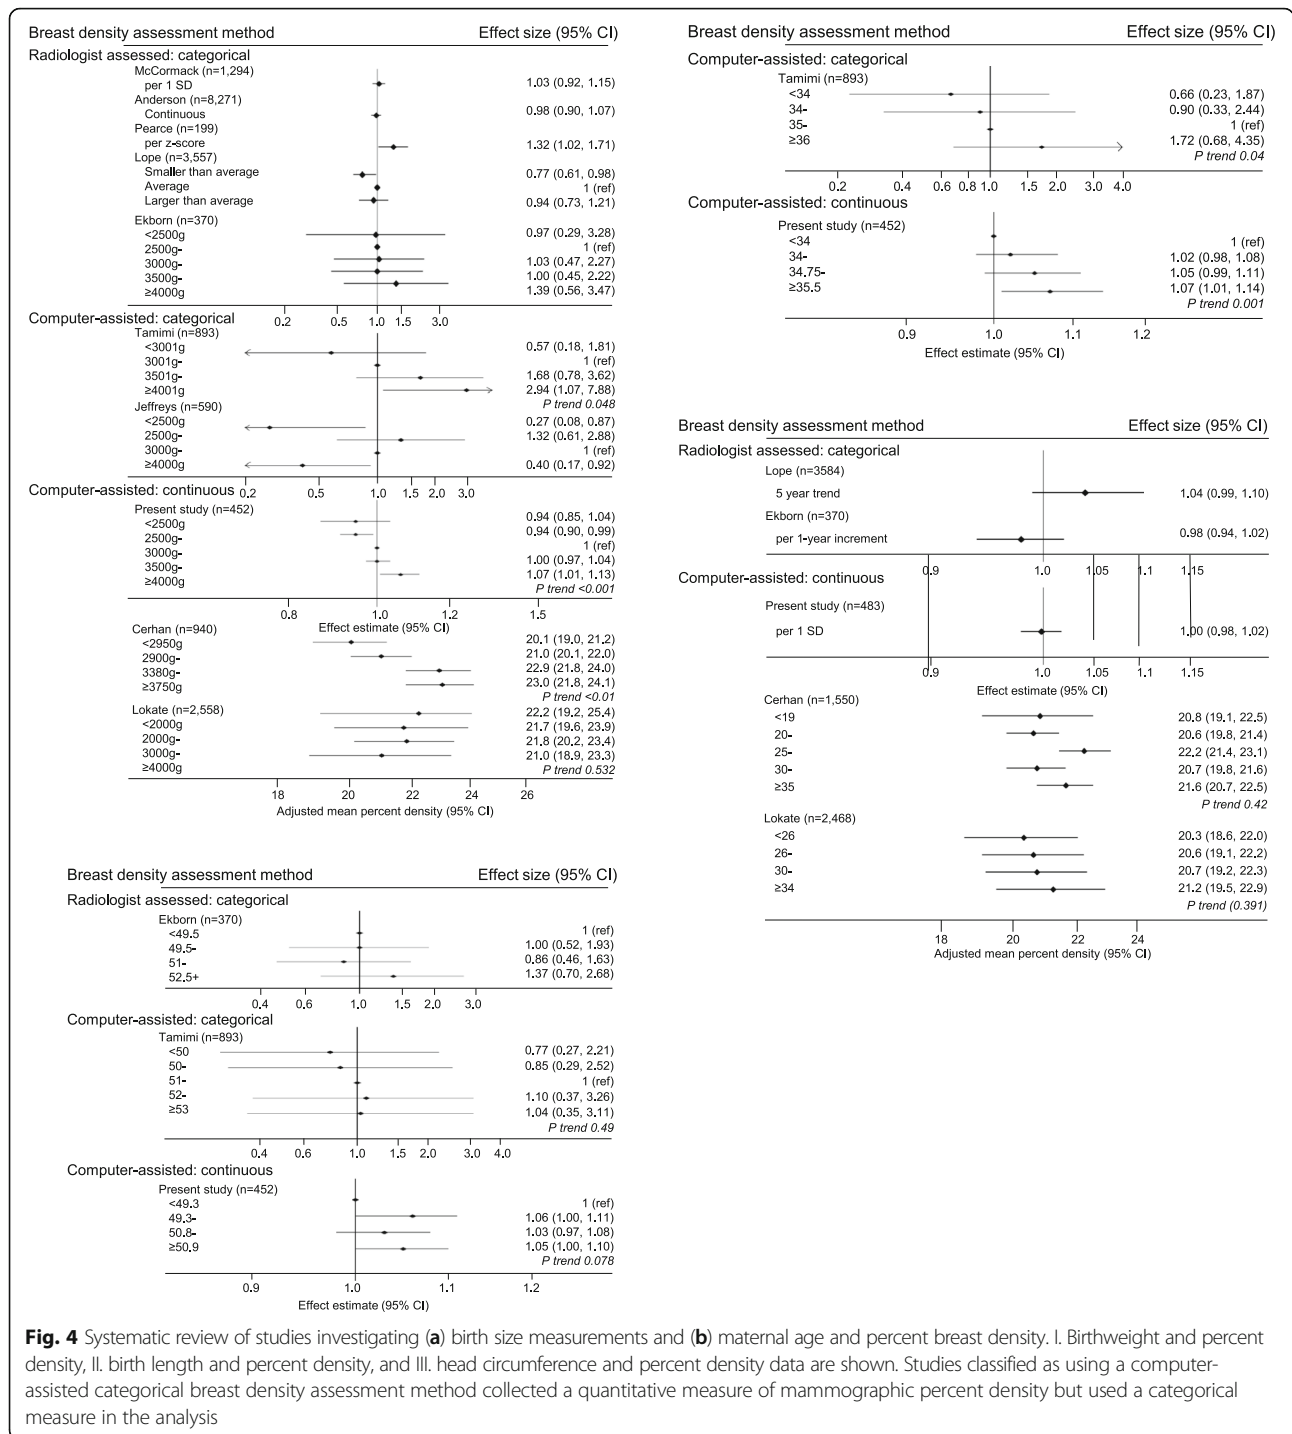 Breast density assessment method Effect size (95% CI)
Radiologist assessed: categorical
McCormack (n=1,294)
per 1 SD 1.03 (0.92, 1.15)
Anderson (n=8,271)
Continuous 0.98 (0.90, 1.07)
Pearce (n=199)
per z-score 1.32 (1.02, 1.71)
Lope (n=3,557)
Smaller than average 0.77 (0.61, 0.98)
Average 1 (ref)
Larger than average 0.94 (0.73, 1.21)
Ekborn (n=370)
<2500g 0.97 (0.29, 3.28)
2500g- 1 (ref)
3000g- 1.03 (0.47, 2.27)
3500g- 1.00 (0.45, 2.22)
≥4000g 1.39 (0.56, 3.47)
0.2 0.5 1.0 1.5 3.0
Computer-assisted: categorical
Tamimi (n=893)
<3001g 0.57 (0.18, 1.81)
3001g- 1 (ref)
3501g- 1.68 (0.78, 3.62)
≥4001g 2.94 (1.07, 7.88)
P trend 0.048
Jeffreys (n=590)
<2500g 0.27 (0.08, 0.87)
2500g- 1.32 (0.61, 2.88)
3000g- 1 (ref)
≥4000g 0.40 (0.17, 0.92)
0.2 0.5 1.0 1.5 2.0 3.0
Computer-assisted: continuous
Present study (n=452)
<2500g 0.94 (0.85, 1.04)
2500g- 0.94 (0.90, 0.99)
3000g- 1 (ref)
3500g- 1.00 (0.97, 1.04)
≥4000g 1.07 (1.01, 1.13)
P trend <0.001
0.8 1.0 1.2 1.5
Effect estimate (95% CI)
Cerhan (n=940)
<2950g 20.1 (19.0, 21.2)
2900g- 21.0 (20.1, 22.0)
3380g- 22.9 (21.8, 24.0)
≥3750g 23.0 (21.8, 24.1)
P trend <0.01
Lokate (n=2,558) 22.2 (19.2, 25.4)
<2000g 21.7 (19.6, 23.9)
2000g- 21.8 (20.2, 23.4)
3000g- 21.0 (18.9, 23.3)
≥4000g P trend 0.532
18 20 22 24 26
Adjusted mean percent density (95% CI)
Breast density assessment method Effect size (95% CI)
Radiologist assessed: categorical
Ekborn (n=370)
<49.5 1 (ref)
49.5- 1.00 (0.52, 1.93)
51- 0.86 (0.46, 1.63)
52.5+ 1.37 (0.70, 2.68)
0.4 0.6 1.0 1.5 2.0 3.0
Computer-assisted: categorical
Tamimi (n=893)
<50 0.77 (0.27, 2.21)
50- 0.85 (0.29, 2.52)
51- 1 (ref)
52- 1.10 (0.37, 3.26)
≥53 1.04 (0.35, 3.11)
P trend 0.49
0.4 0.6 1.0 1.5 2.0 3.0 4.0
Computer-assisted: continuous
Present study (n=452)
<49.3 1 (ref)
49.3- 1.06 (1.00, 1.11)
50.8- 1.03 (0.97, 1.08)
≥50.9 1.05 (1.00, 1.10)
P trend 0.078
0.9 1.0 1.1 1.2
Effect estimate (95% CI)
Breast density assessment method Effect size (95% CI)
Computer-assisted: categorical
Tamimi (n=893)
<34 0.66 (0.23, 1.87)
34- 0.90 (0.33, 2.44)
35- 1 (ref)
≥36 1.72 (0.68, 4.35)
P trend 0.04
0.2 0.4 0.6 0.8 1.0 1.5 2.0 3.0 4.0
Computer-assisted: continuous
Present study (n=452)
<34 1 (ref)
34- 1.02 (0.98, 1.08)
34.75- 1.05 (0.99, 1.11)
≥35.5 1.07 (1.01, 1.14)
P trend 0.001
0.9 1.0 1.1 1.2
Effect estimate (95% CI)
Breast density assessment method Effect size (95% CI)
Radiologist assessed: categorical
Lope (n=3584)
5 year trend 1.04 (0.99, 1.10)
Ekborn (n=370)
per 1-year increment 0.98 (0.94, 1.02)
0.9 1.0 1.05 1.1 1.15
Computer-assisted: continuous
Present study (n=483)
per 1 SD 1.00 (0.98, 1.02)
0.9 1.0 1.05 1.1 1.15
Effect estimate (95% CI)
Cerhan (n=1,550)
<19 20.8 (19.1, 22.5)
20- 20.6 (19.8, 21.4)
25- 22.2 (21.4, 23.1)
30- 20.7 (19.8, 21.6)
≥35 21.6 (20.7, 22.5)
P trend 0.42
Lokate (n=2,468)
<26 20.3 (18.6, 22.0)
26- 20.6 (19.1, 22.2)
30- 20.7 (19.2, 22.3)
≥34 21.2 (19.5, 22.9)
P trend (0.391)
18 20 22 24
Adjusted mean percent density (95% CI)
Fig. 4 Systematic review of studies investigating (a) birth size measurements and (b) maternal age and percent breast density. I. Birthweight and percent
density, II. birth length and percent density, and III. head circumference and percent density data are shown. Studies classified as using a computer-
assisted categorical breast density assessment method collected a quantitative measure of mammographic percent density but used a categorical
measure in the analysis